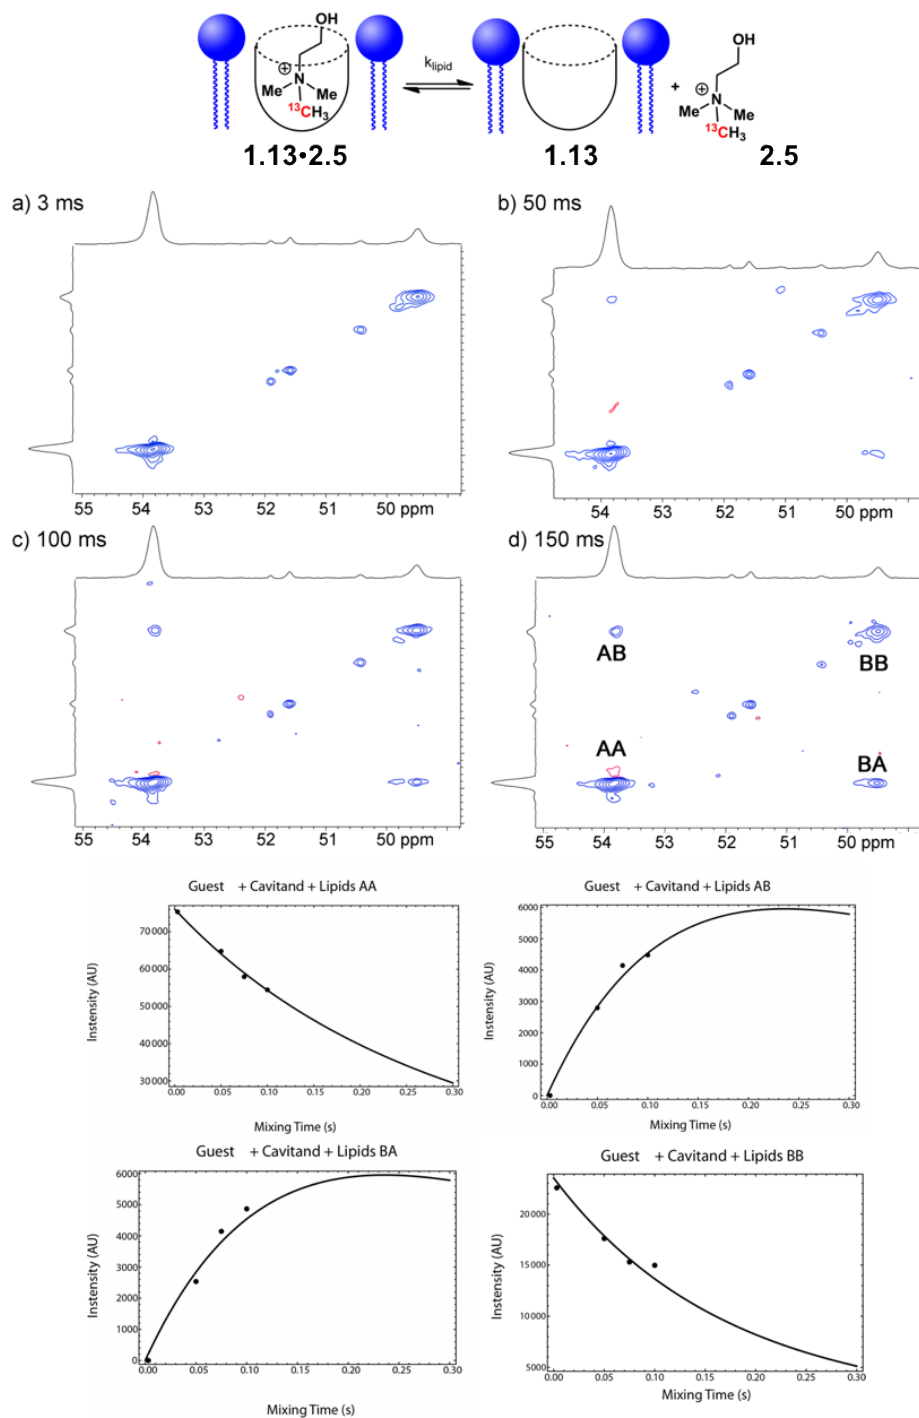 OH
OH
k_lipid
⊕
N
Me
Me
¹³CH₃
+
⊕
N
Me
Me
¹³CH₃
1.13•2.5
1.13
2.5
a) 3 ms
b) 50 ms
55 54 53 52 51 50 ppm
54 53 52 51 50 ppm
c) 100 ms
d) 150 ms
AB
BB
AA
BA
55 54 53 52 51 50 ppm
55 54 53 52 51 50 ppm
Guest + Cavitand + Lipids AA
Instensity (AU)
70000
60000
50000
40000
30000
0.00 0.05 0.10 0.15 0.20 0.25 0.30
Mixing Time (s)
Guest + Cavitand + Lipids AB
Instensity (AU)
6000
5000
4000
3000
2000
1000
0
0.00 0.05 0.10 0.15 0.20 0.25 0.30
Mixing Time (s)
Guest + Cavitand + Lipids BA
Instensity (AU)
6000
5000
4000
3000
2000
1000
0
0.00 0.05 0.10 0.15 0.20 0.25 0.30
Mixing Time (s)
Guest + Cavitand + Lipids BB
Instensity (AU)
20000
15000
10000
5000
0.00 0.05 0.10 0.15 0.20 0.25 0.30
Mixing Time (s)